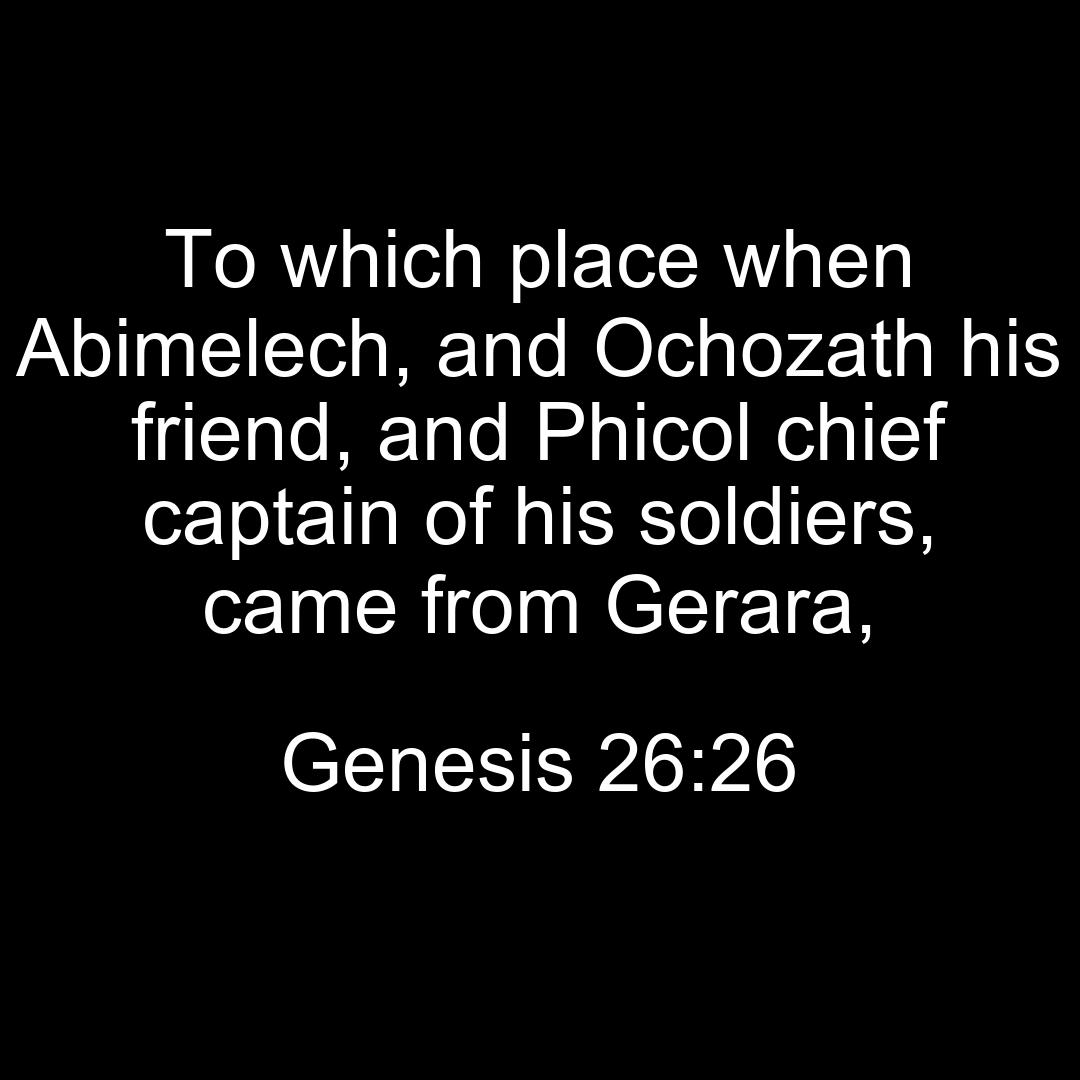 To which place when
Abimelech, and Ochozath his
friend, and Phicol chief
captain of his soldiers,
came from Gerara,
Genesis 26:26